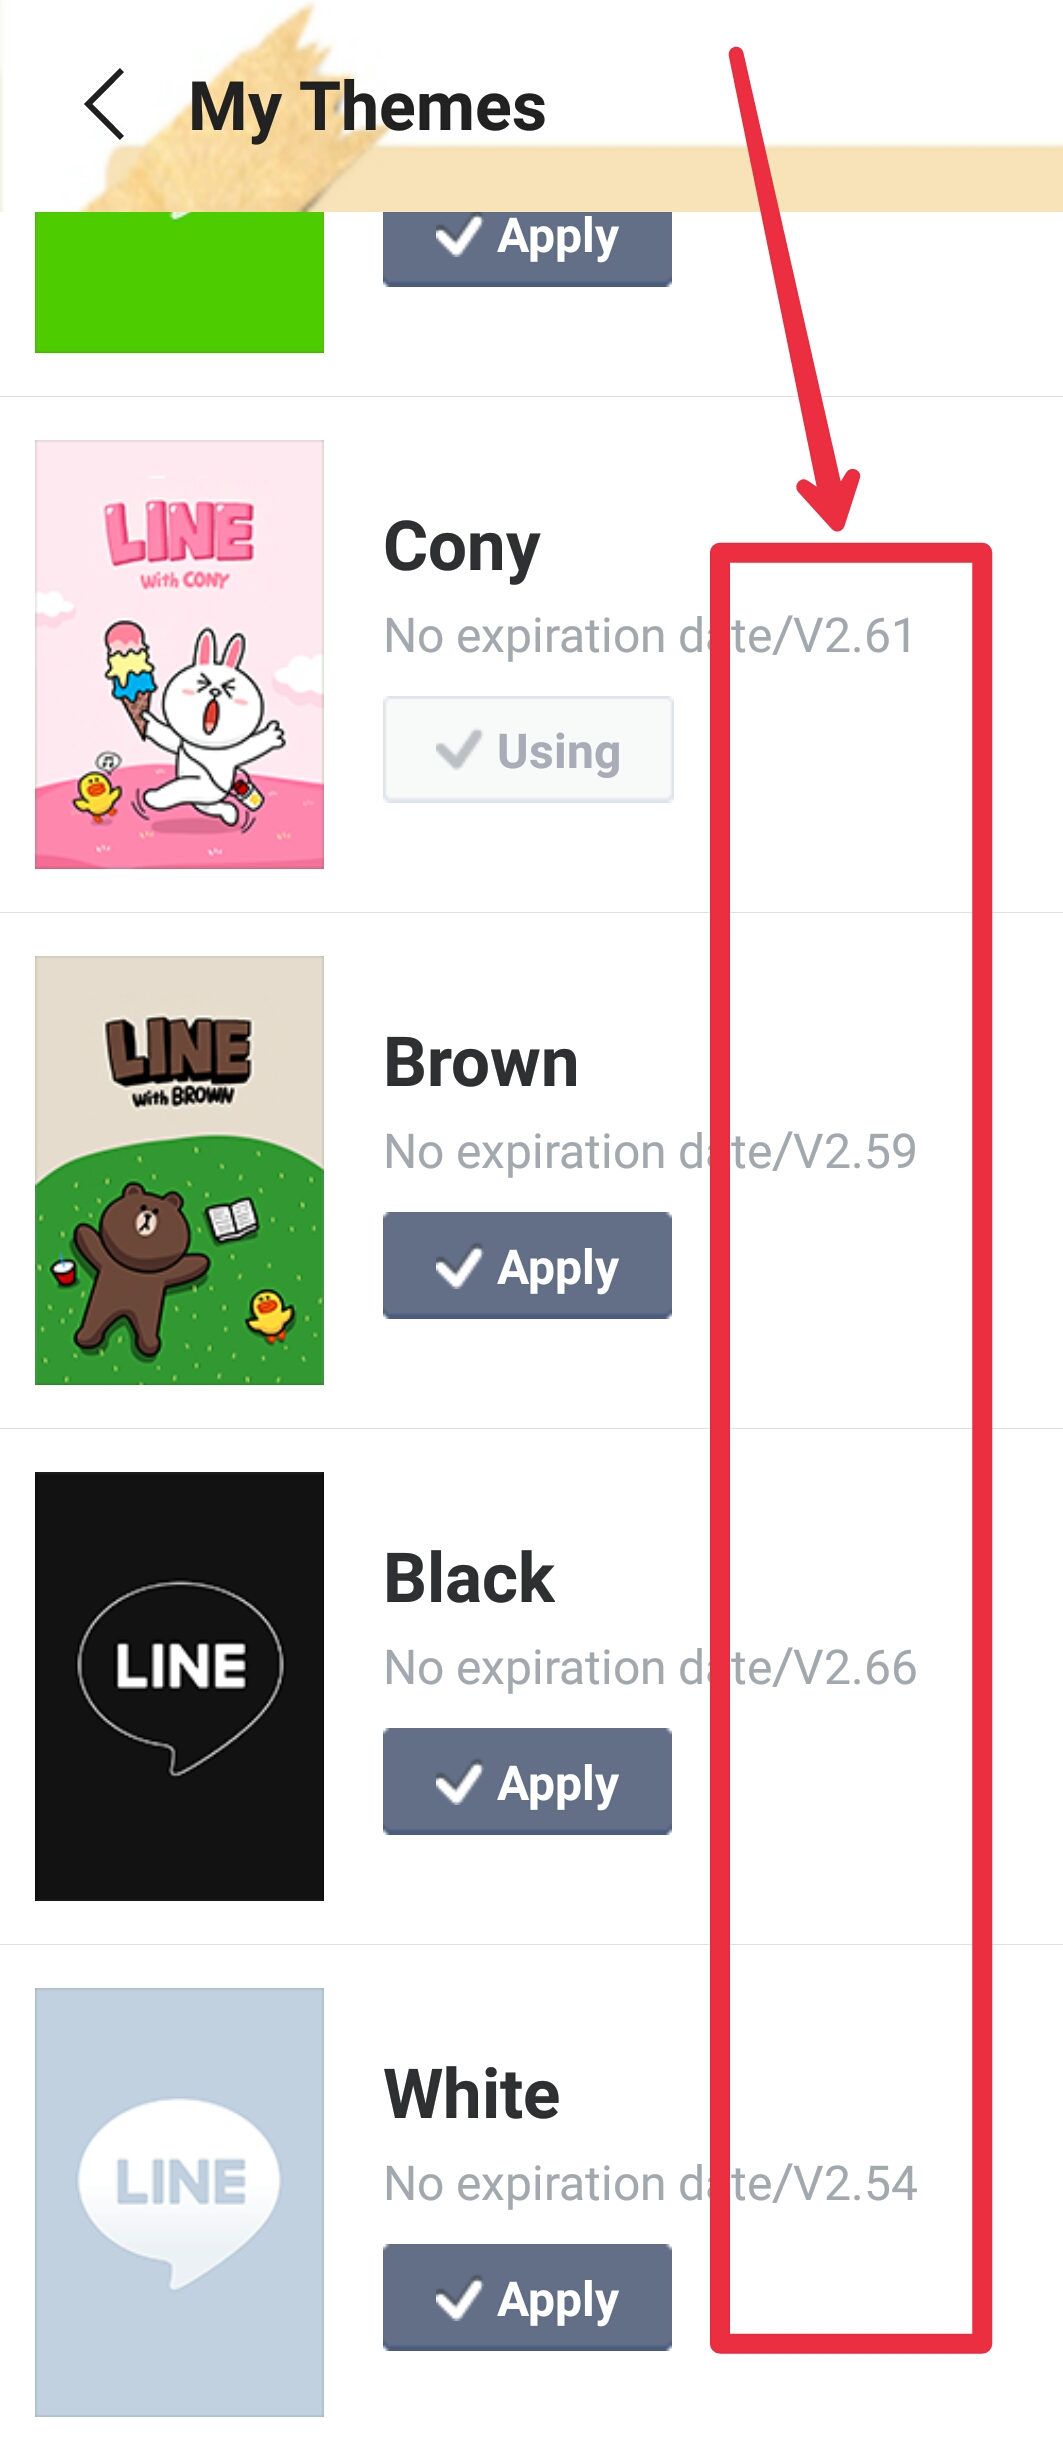 My Themes
Apply
LINE
with CONY
Cony
No expiration date/V2.61
Using
LINE
with BROWN
Brown
No expiration date/V2.59
Apply
LINE
Black
No expiration date/V2.66
Apply
LINE
White
No expiration date/V2.54
Apply